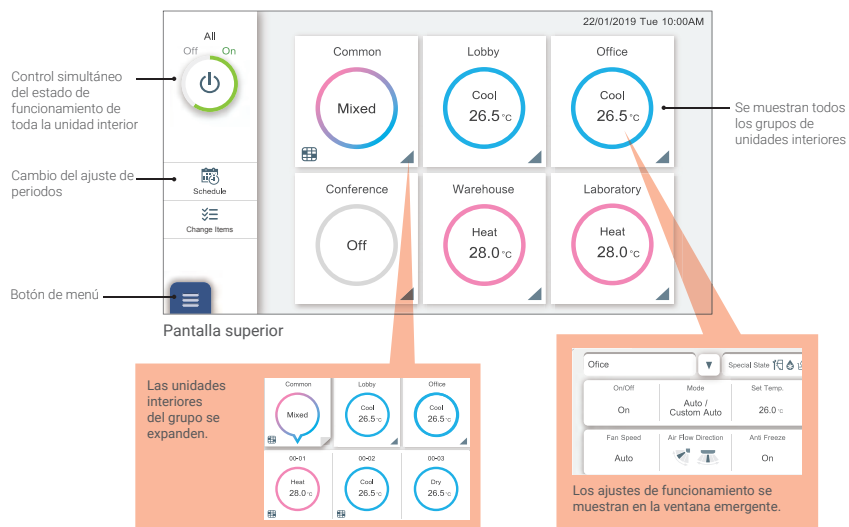 22/01/2019 Tue 10:00AM
All
Off On
Common
Mixed
Lobby
Cool
26.5 °C
Office
Cool
26.5 °C
Control simultáneo
del estado de
funcionamiento de
toda la unidad interior
Se muestran todos
los grupos de
unidades interiores
Cambio del ajuste de
periodos
Schedule
Change Items
Conference
Off
Warehouse
Heat
28.0 °C
Laboratory
Heat
28.0 °C
Botón de menú
Pantalla superior
Las unidades
interiores
del grupo se
expanden.
Common
Mixed
Lobby
Cool
26.5 °C
Office
Cool
26.5 °C
00-01
Heat
28.0 °C
00-02
Cool
26.5 °C
00-03
Dry
26.5 °C
Ofice
Special State
On/Off
On
Mode
Auto /
Custom Auto
Set Temp.
26.0 °C
Fan Speed
Auto
Air Flow Direction
Anti Freeze
On
Los ajustes de funcionamiento se
muestran en la ventana emergente.